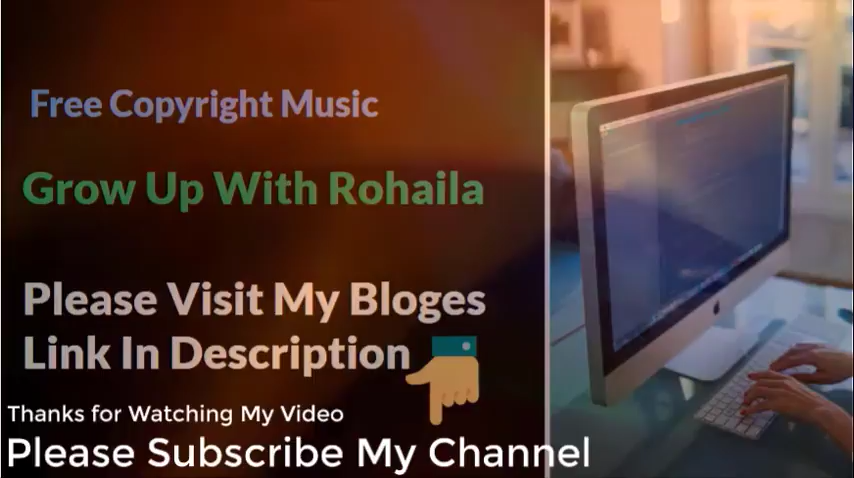 Free Copyright Music
Grow Up With Rohaila
Please Visit My Bloges
Link In Description
Thanks for Watching My Video
Please Subscribe My Channel